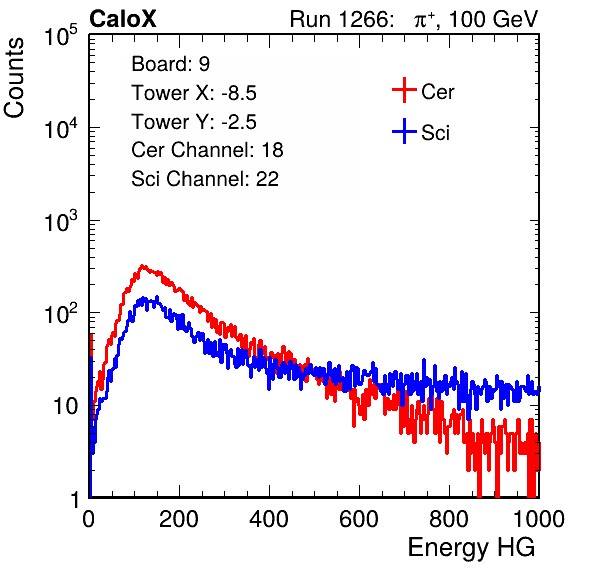 CaloX Run 1266: π⁺, 100 GeV
Counts
10⁵
10⁴
10³
10²
10
1
Board: 9
Tower X: -8.5
Tower Y: -2.5
Cer Channel: 18
Sci Channel: 22
Cer
Sci
0 200 400 600 800 1000
Energy HG